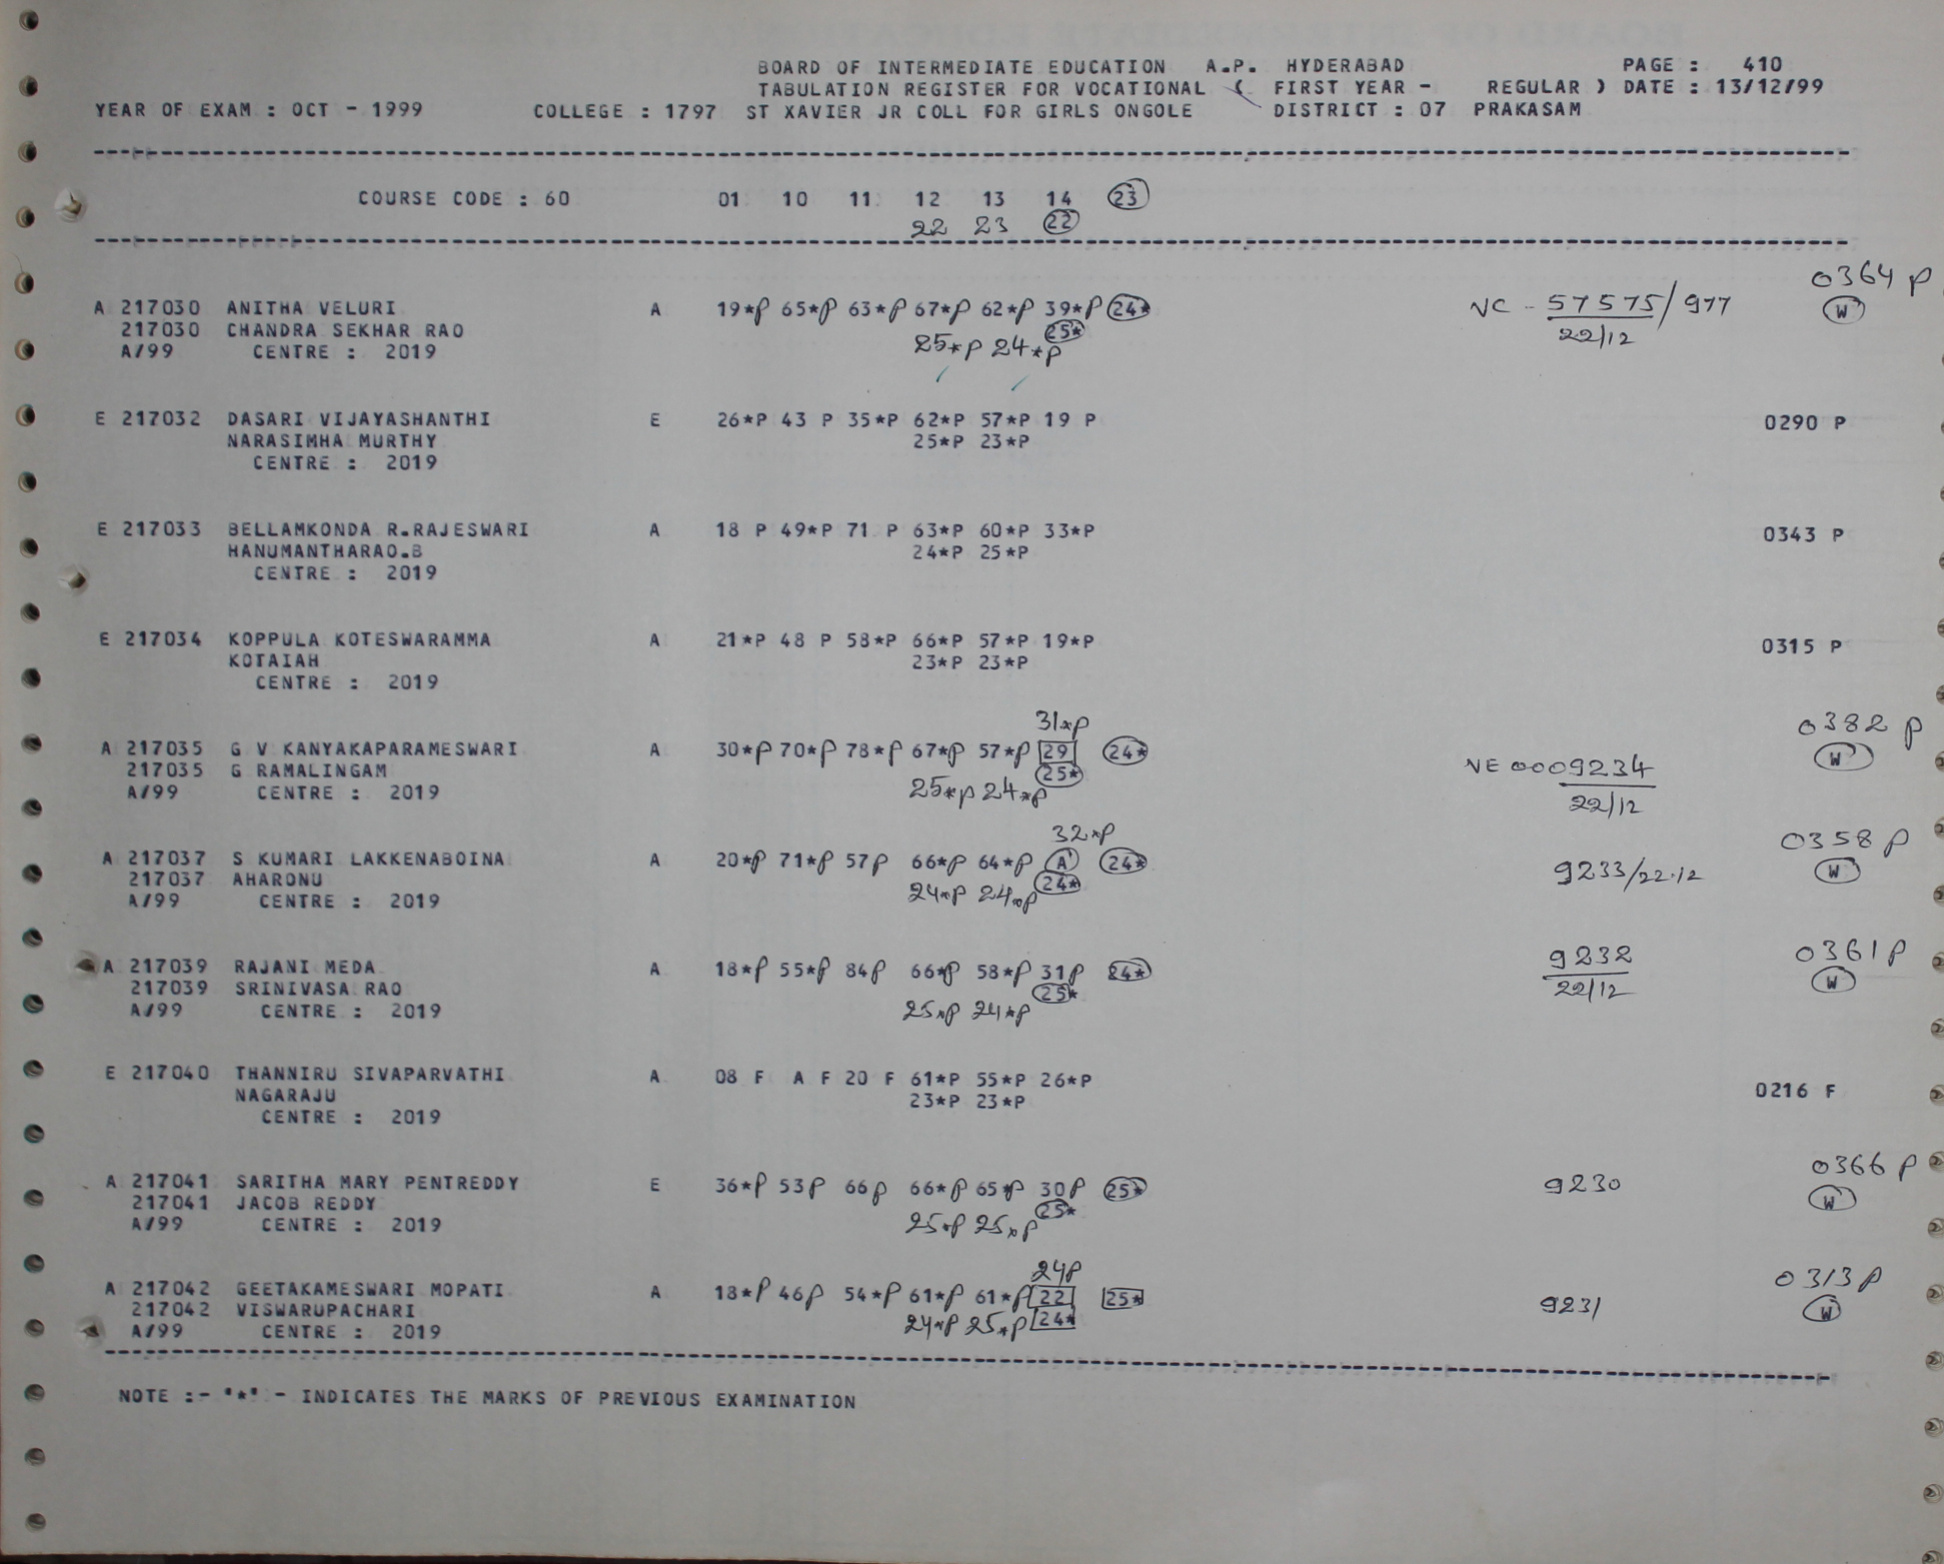 BOARD OF INTERMEDIATE EDUCATION A.P. HYDERABAD PAGE : 410
TABULATION REGISTER FOR VOCATIONAL ( FIRST YEAR - REGULAR ) DATE : 13/12/99
YEAR OF EXAM : OCT - 1999 COLLEGE : 1797 ST XAVIER JR COLL FOR GIRLS ONGOLE DISTRICT : 07 PRAKASAM
COURSE CODE : 60 01 10 11 12 13 14 23
22 23 22
0364 P
A 217030 ANITHA VELURI A 19*P 65*P 63*P 67*P 62*P 39*P 24* NC - 57575/977 W
217030 CHANDRA SEKHAR RAO 25* 22/12
A/99 CENTRE : 2019 25*P 24*P
E 217032 DASARI VIJAYASHANTHI E 26*P 43 P 35*P 62*P 57*P 19 P 0290 P
NARASIMHA MURTHY 25*P 23*P
CENTRE : 2019
E 217033 BELLAMKONDA R.RAJESWARI A 18 P 49*P 71 P 63*P 60*P 33*P 0343 P
HANUMANTHARAO.B 24*P 25*P
CENTRE : 2019
E 217034 KOPPULA KOTESWARAMMA A 21*P 48 P 58*P 66*P 57*P 19*P 0315 P
KOTAIAH 23*P 23*P
CENTRE : 2019
31*P 0382 P
A 217035 G V KANYAKAPARAMESWARI A 30*P 70*P 78*P 67*P 57*P 29 24* W
217035 G RAMALINGAM 25* NE 0009234
A/99 CENTRE : 2019 25*P 24*P 22/12
32*P 0358 P
A 217037 S KUMARI LAKKENABOINA A 20*P 71*P 57P 66*P 64*P A 24* 9233/22.12 W
217037 AHARONU 24*
A/99 CENTRE : 2019 24*P 24*P
9232 0361 P
A 217039 RAJANI MEDA A 18*P 55*P 84P 66*P 58*P 31P 24* W
217039 SRINIVASA RAO 25* 22/12
A/99 CENTRE : 2019 25*P 24*P
E 217040 THANNIRU SIVAPARVATHI A 08 F A F 20 F 61*P 55*P 26*P 0216 F
NAGARAJU 23*P 23*P
CENTRE : 2019
0366 P
A 217041 SARITHA MARY PENTREDDY E 36*P 53P 66P 66*P 65*P 30P 25* 9230 W
217041 JACOB REDDY 25*
A/99 CENTRE : 2019 25*P 25*P
24P 0313 P
A 217042 GEETAKAMESWARI MOPATI A 18*P 46P 54*P 61*P 61*P 22 25* 9231 W
217042 VISWARUPACHARI 24*
A/99 CENTRE : 2019 24*P 25*P
NOTE :- "*" - INDICATES THE MARKS OF PREVIOUS EXAMINATION